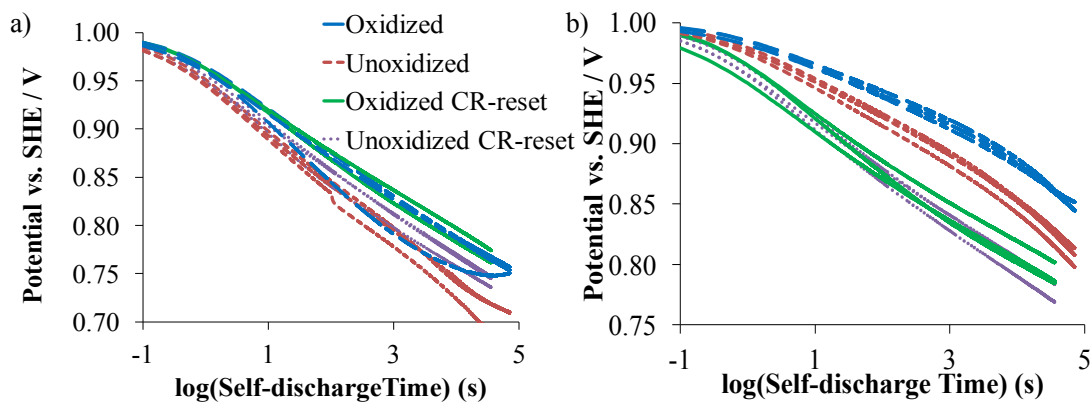 a)
Potential vs. SHE / V
1.00
0.95
0.90
0.85
0.80
0.75
0.70
-1
1
3
5
log(Self-dischargeTime) (s)
Oxidized
Unoxidized
Oxidized CR-reset
Unoxidized CR-reset
b)
Potential vs. SHE / V
1.00
0.95
0.90
0.85
0.80
0.75
-1
1
3
5
log(Self-discharge Time) (s)